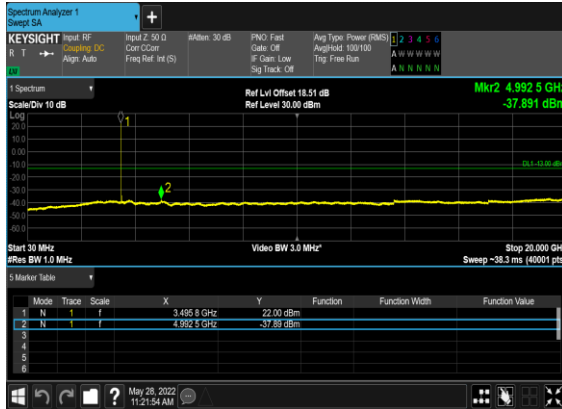 Spectrum Analyzer 1
Swept SA
+
KEYSIGHT
R T
LU
Input: RF
Coupling: DC
Align: Auto
Input Z: 50 Ω
Corr CCorr
Freq Ref: Int (S)
#Atten: 30 dB
PNO: Fast
Gate: Off
IF Gain: Low
Sig Track: Off
Avg Type: Power (RMS)
Avg|Hold: 100/100
Trig: Free Run
1 2 3 4 5 6
A W W W W W
A N N N N N
1 Spectrum
Scale/Div 10 dB
Ref Lvl Offset 18.51 dB
Ref Level 30.00 dBm
Mkr2 4.992 5 GHz
-37.891 dBm
Log
20.0
10.0
0.00
-10.0
-20.0
-30.0
-40.0
-50.0
-60.0
1
2
DL1 -13.00 dBm
Start 30 MHz
#Res BW 1.0 MHz
Video BW 3.0 MHz*
Stop 20.000 GHz
Sweep ~38.3 ms (40001 pts)
5 Marker Table
Mode Trace Scale X Y Function Function Width Function Value
1 N 1 f 3.495 8 GHz 22.00 dBm
2 N 1 f 4.992 5 GHz -37.89 dBm
3
4
5
6
?
May 28, 2022
11:21:54 AM